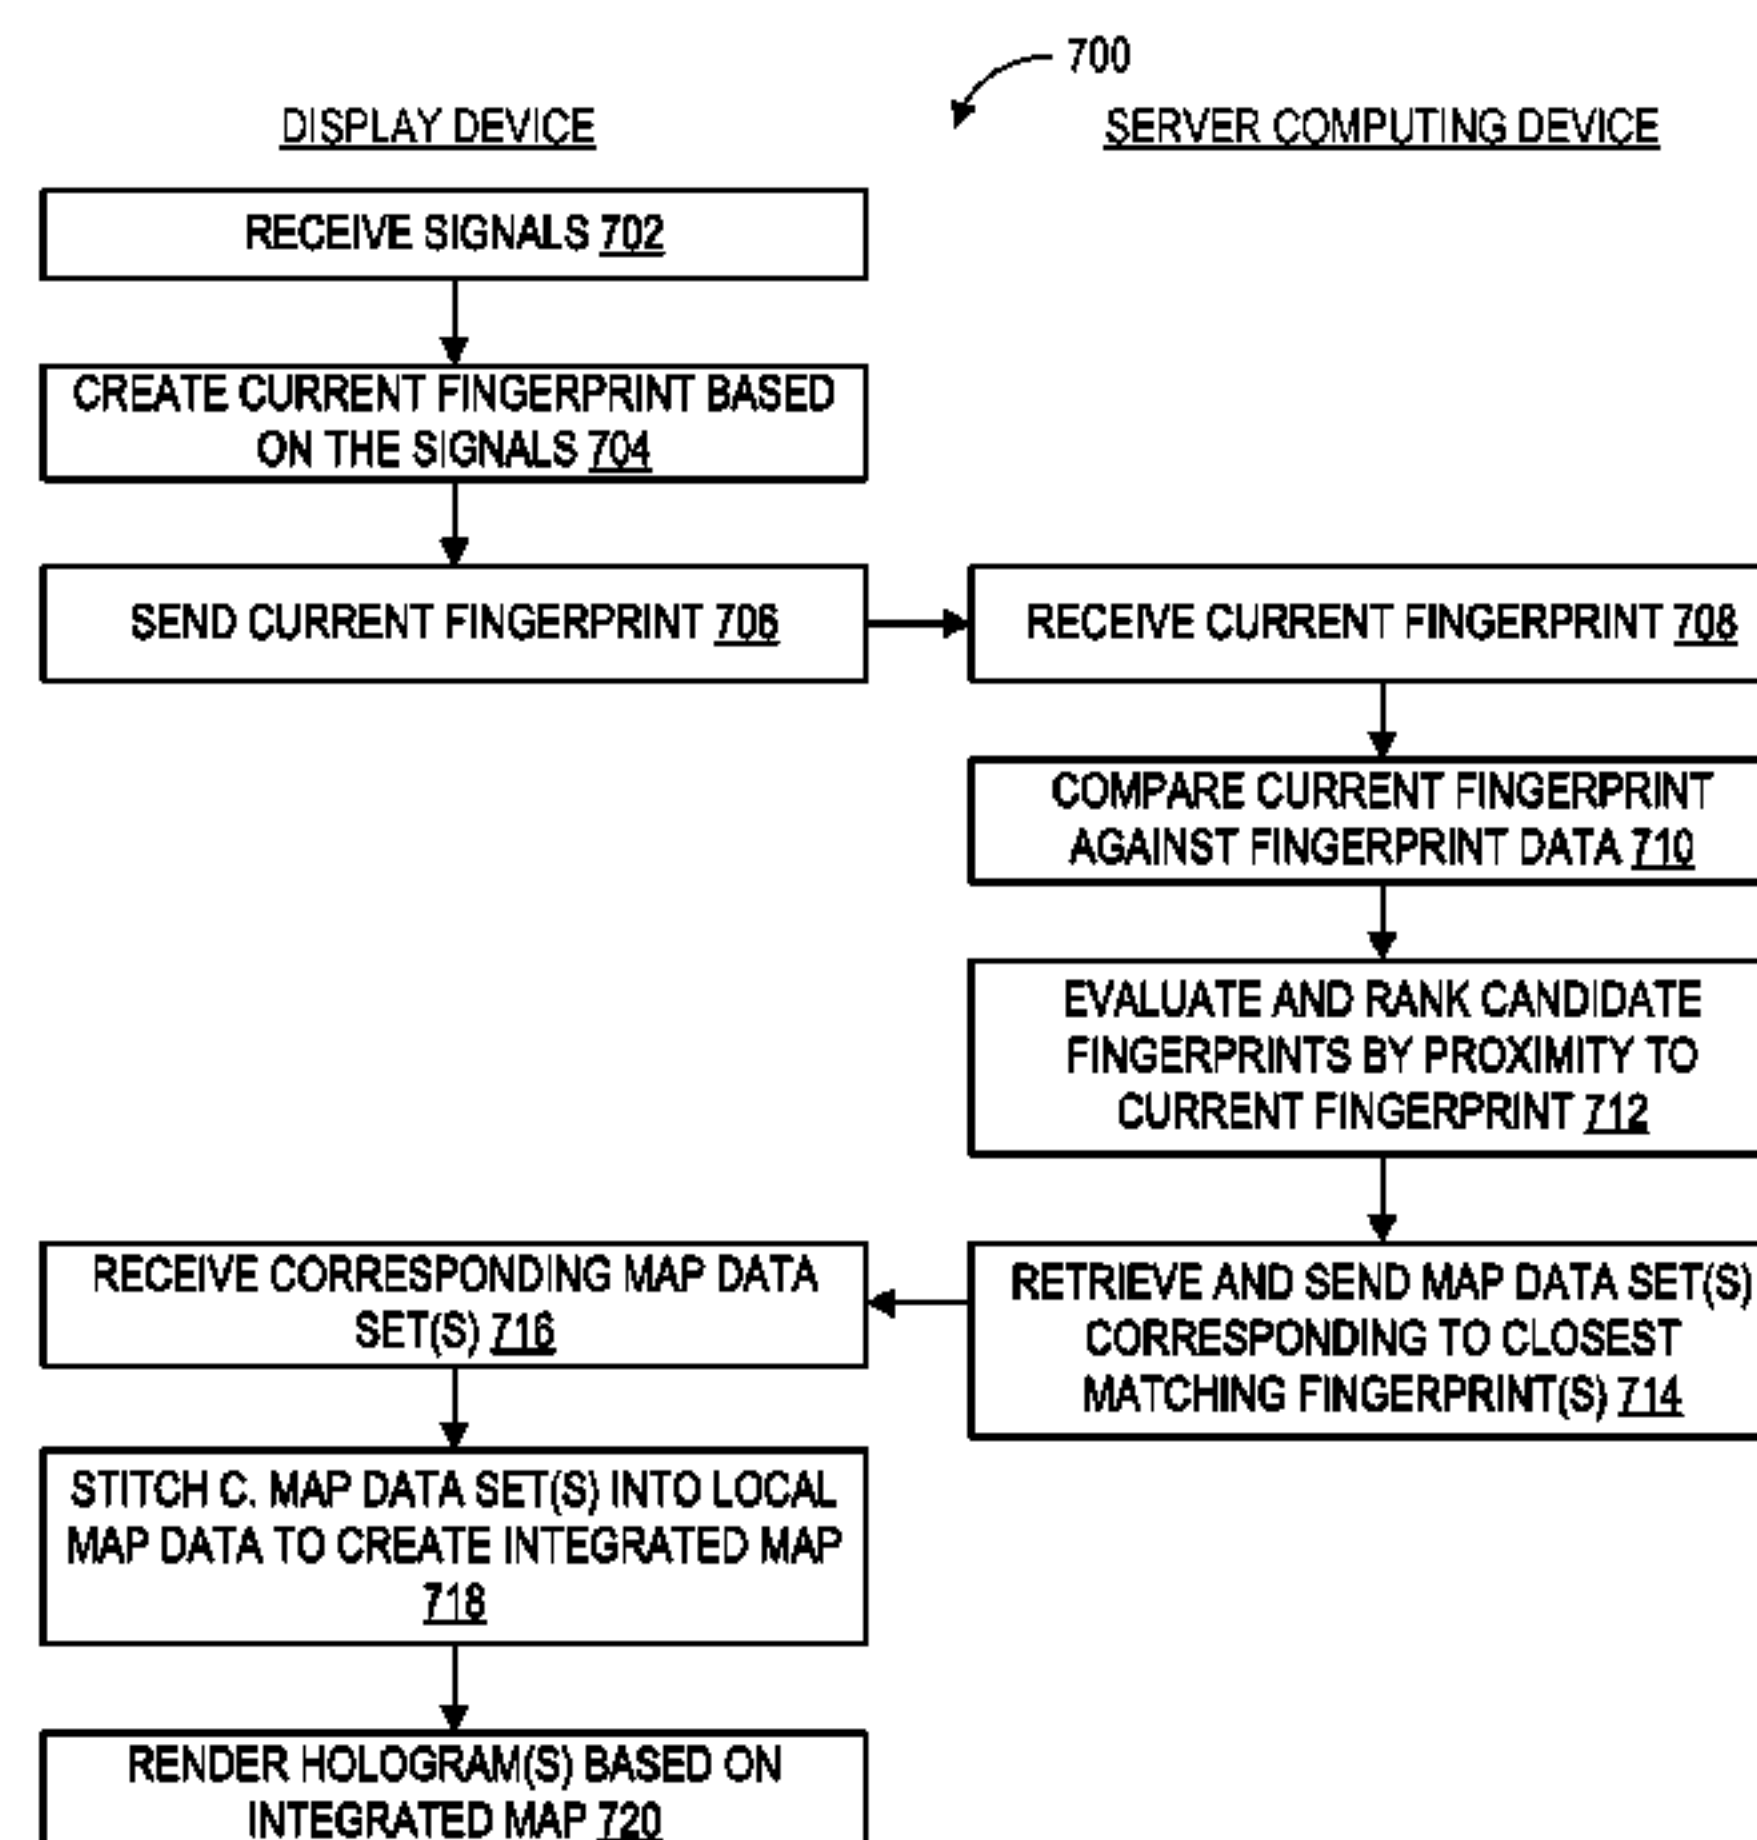 700
DISPLAY DEVICE
SERVER COMPUTING DEVICE
RECEIVE SIGNALS 702
CREATE CURRENT FINGERPRINT BASED
ON THE SIGNALS 704
SEND CURRENT FINGERPRINT 706
RECEIVE CURRENT FINGERPRINT 708
COMPARE CURRENT FINGERPRINT
AGAINST FINGERPRINT DATA 710
EVALUATE AND RANK CANDIDATE
FINGERPRINTS BY PROXIMITY TO
CURRENT FINGERPRINT 712
RETRIEVE AND SEND MAP DATA SET(S)
CORRESPONDING TO CLOSEST
MATCHING FINGERPRINT(S) 714
RECEIVE CORRESPONDING MAP DATA
SET(S) 716
STITCH C. MAP DATA SET(S) INTO LOCAL
MAP DATA TO CREATE INTEGRATED MAP
718
RENDER HOLOGRAM(S) BASED ON
INTEGRATED MAP 720